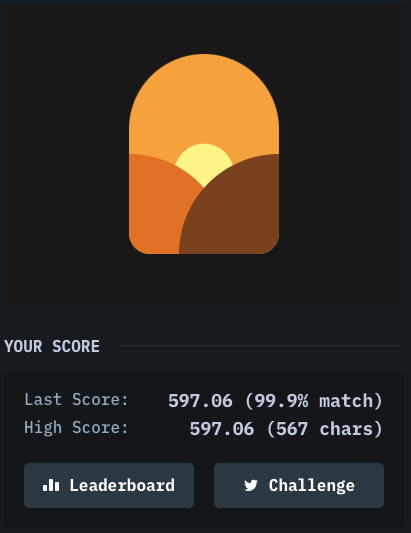 YOUR SCORE
Last Score: 597.06 (99.9% match)
High Score: 597.06 (567 chars)
Leaderboard Challenge